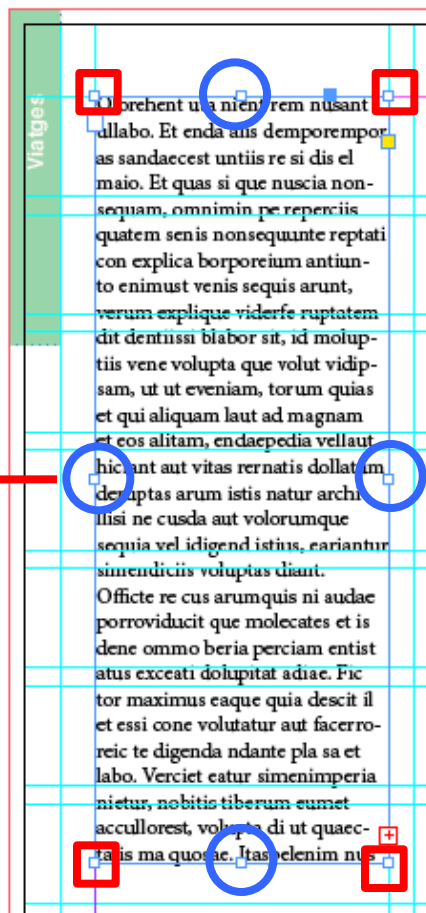 Viatges
nient rem nusant
ullabo. Et enda alis demporempor
as sandaecest untiis re si dis el
maio. Et quas si que nuscia non-
sequam, omnimin pe reperciis
quatem senis nonsequunte reptati
con explica borporeium antiun-
to enimust venis sequis arunt,
verum explique viderfe ruptatem
dit dentiissi blabor sit, id molup-
tiis vene volupta que volut vidip-
sam, ut ut eveniam, torum quias
et qui aliquam laut ad magnam
et eos alitam, endaepedia vellaut
aut vitas rernatis dollatum
deruptas arum istis natur archi
llisi ne cusda aut volorumque
sequia vel idigend istius, eariantur
simendiciis voluptas diant.
Officte re cus arumquis ni audae
porroviducit que molecates et is
dene ommo beria perciam entist
atus exceati dolupitat adiae. Fic
tor maximus eaque quia descit il
et essi cone volutatur aut facerro-
reic te digenda ndante pla sa et
labo. Verciet eatur simenimperia
nietur, nobitis tiberum eumet
accullorest, volupta di ut quaec-
ma quosae. Itaspelenim nus